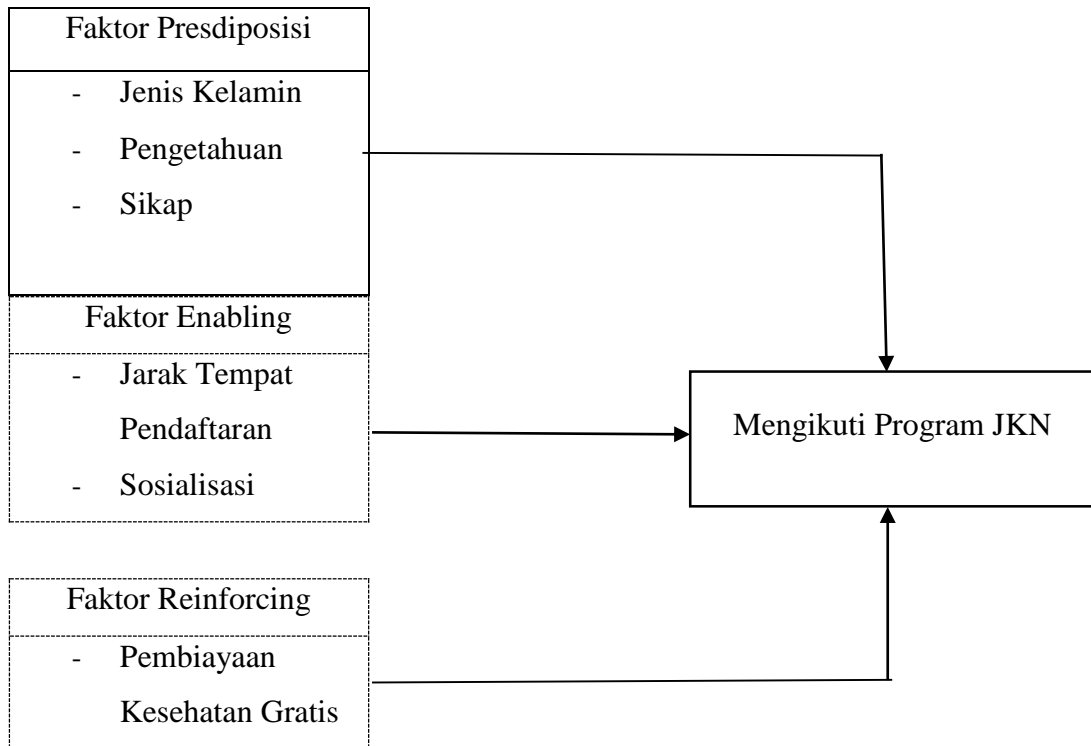 Faktor Presdiposisi
- Jenis Kelamin
- Pengetahuan
- Sikap
Faktor Enabling
- Jarak Tempat
Pendaftaran
- Sosialisasi
Mengikuti Program JKN
Faktor Reinforcing
- Pembiayaan
Kesehatan Gratis